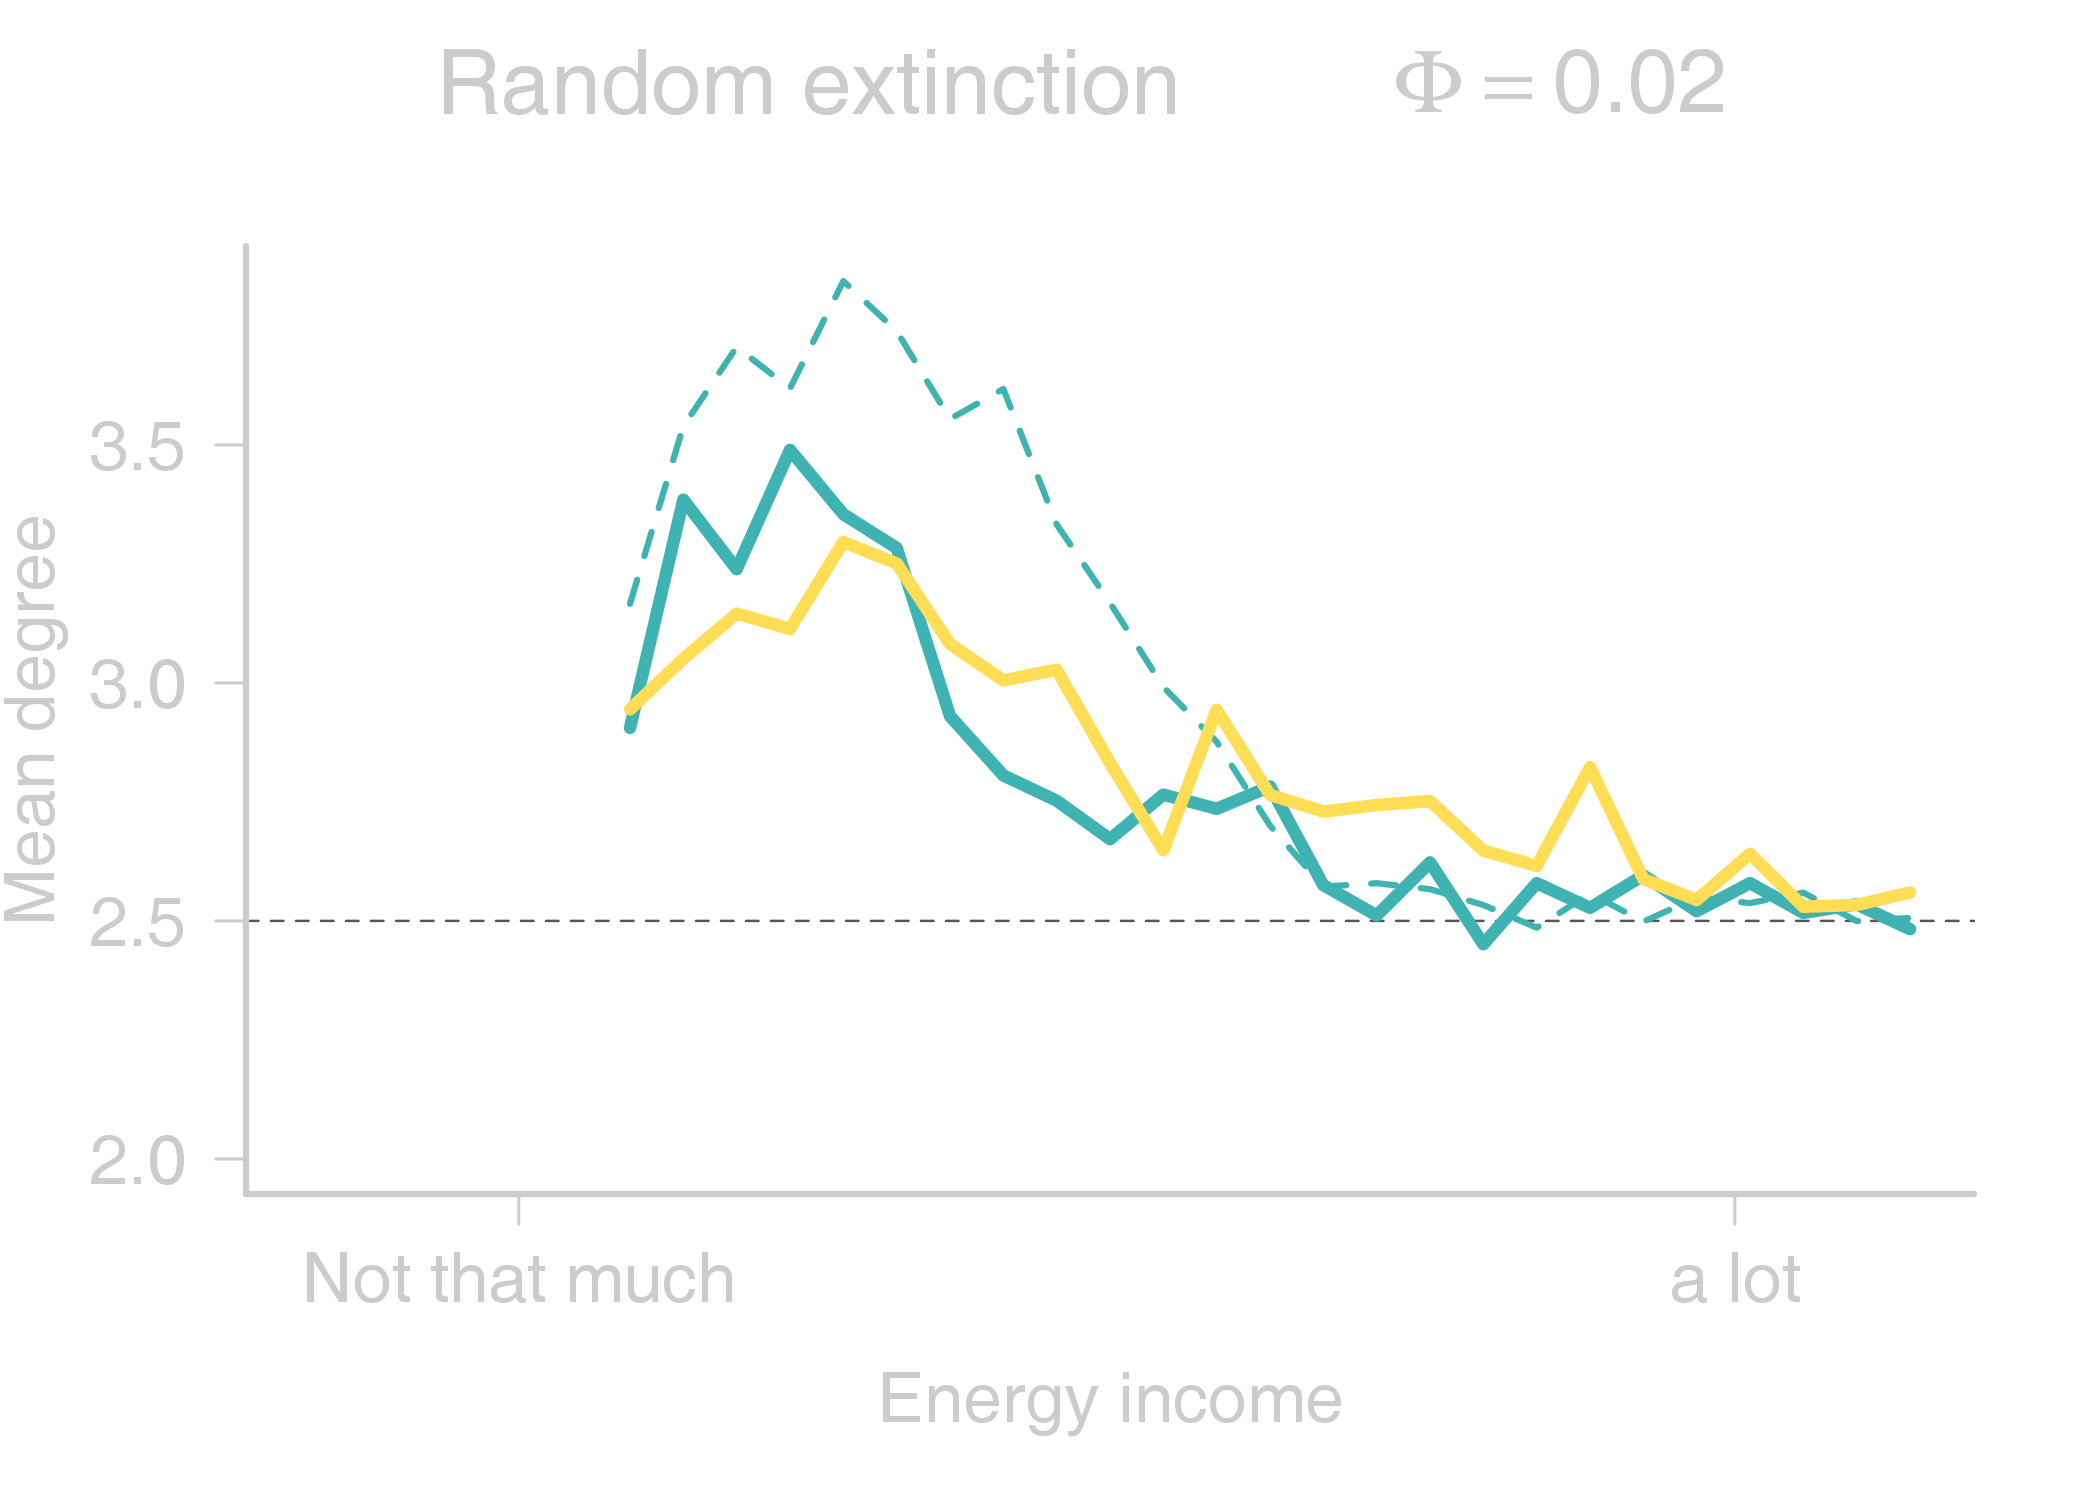 Random extinction Φ = 0.02
Mean degree
3.5
3.0
2.5
2.0
Not that much a lot
Energy income